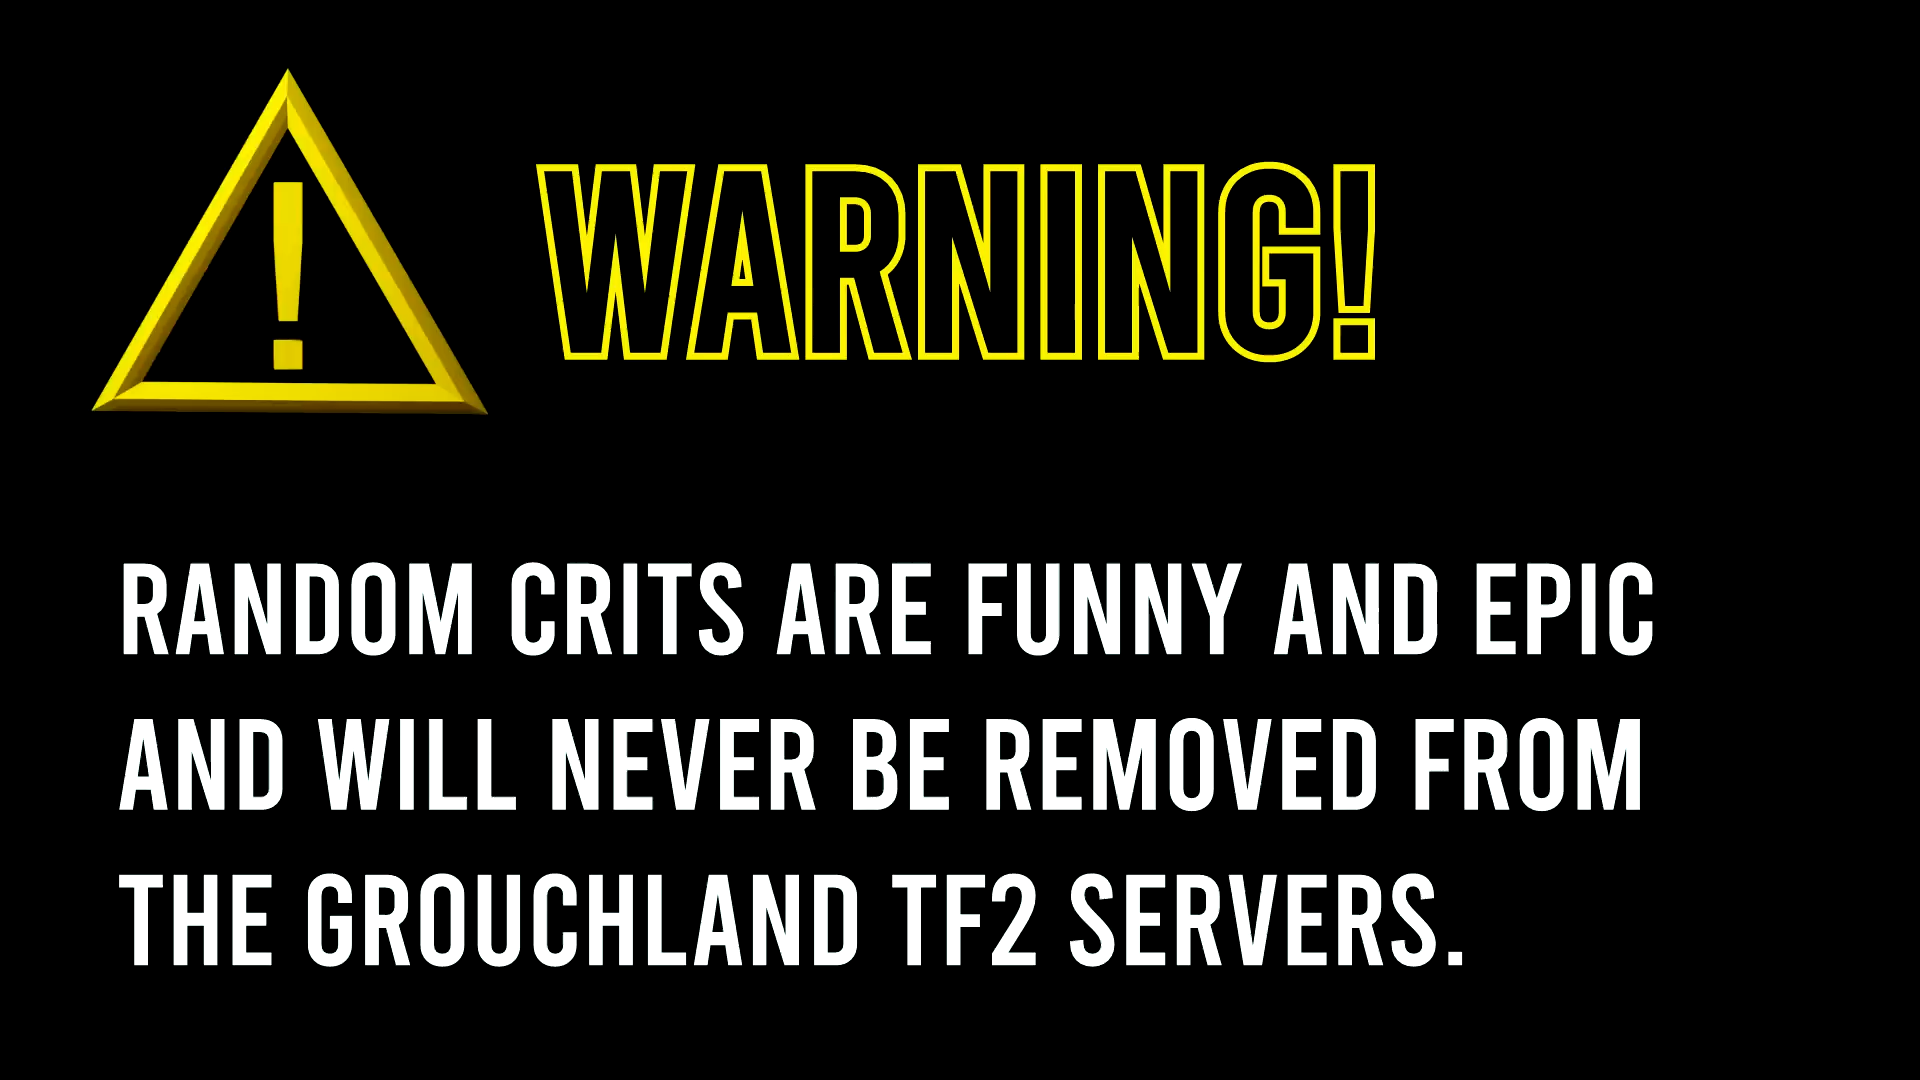 WARNING!
RANDOM CRITS ARE FUNNY AND EPIC
AND WILL NEVER BE REMOVED FROM
THE GROUCHLAND TF2 SERVERS.